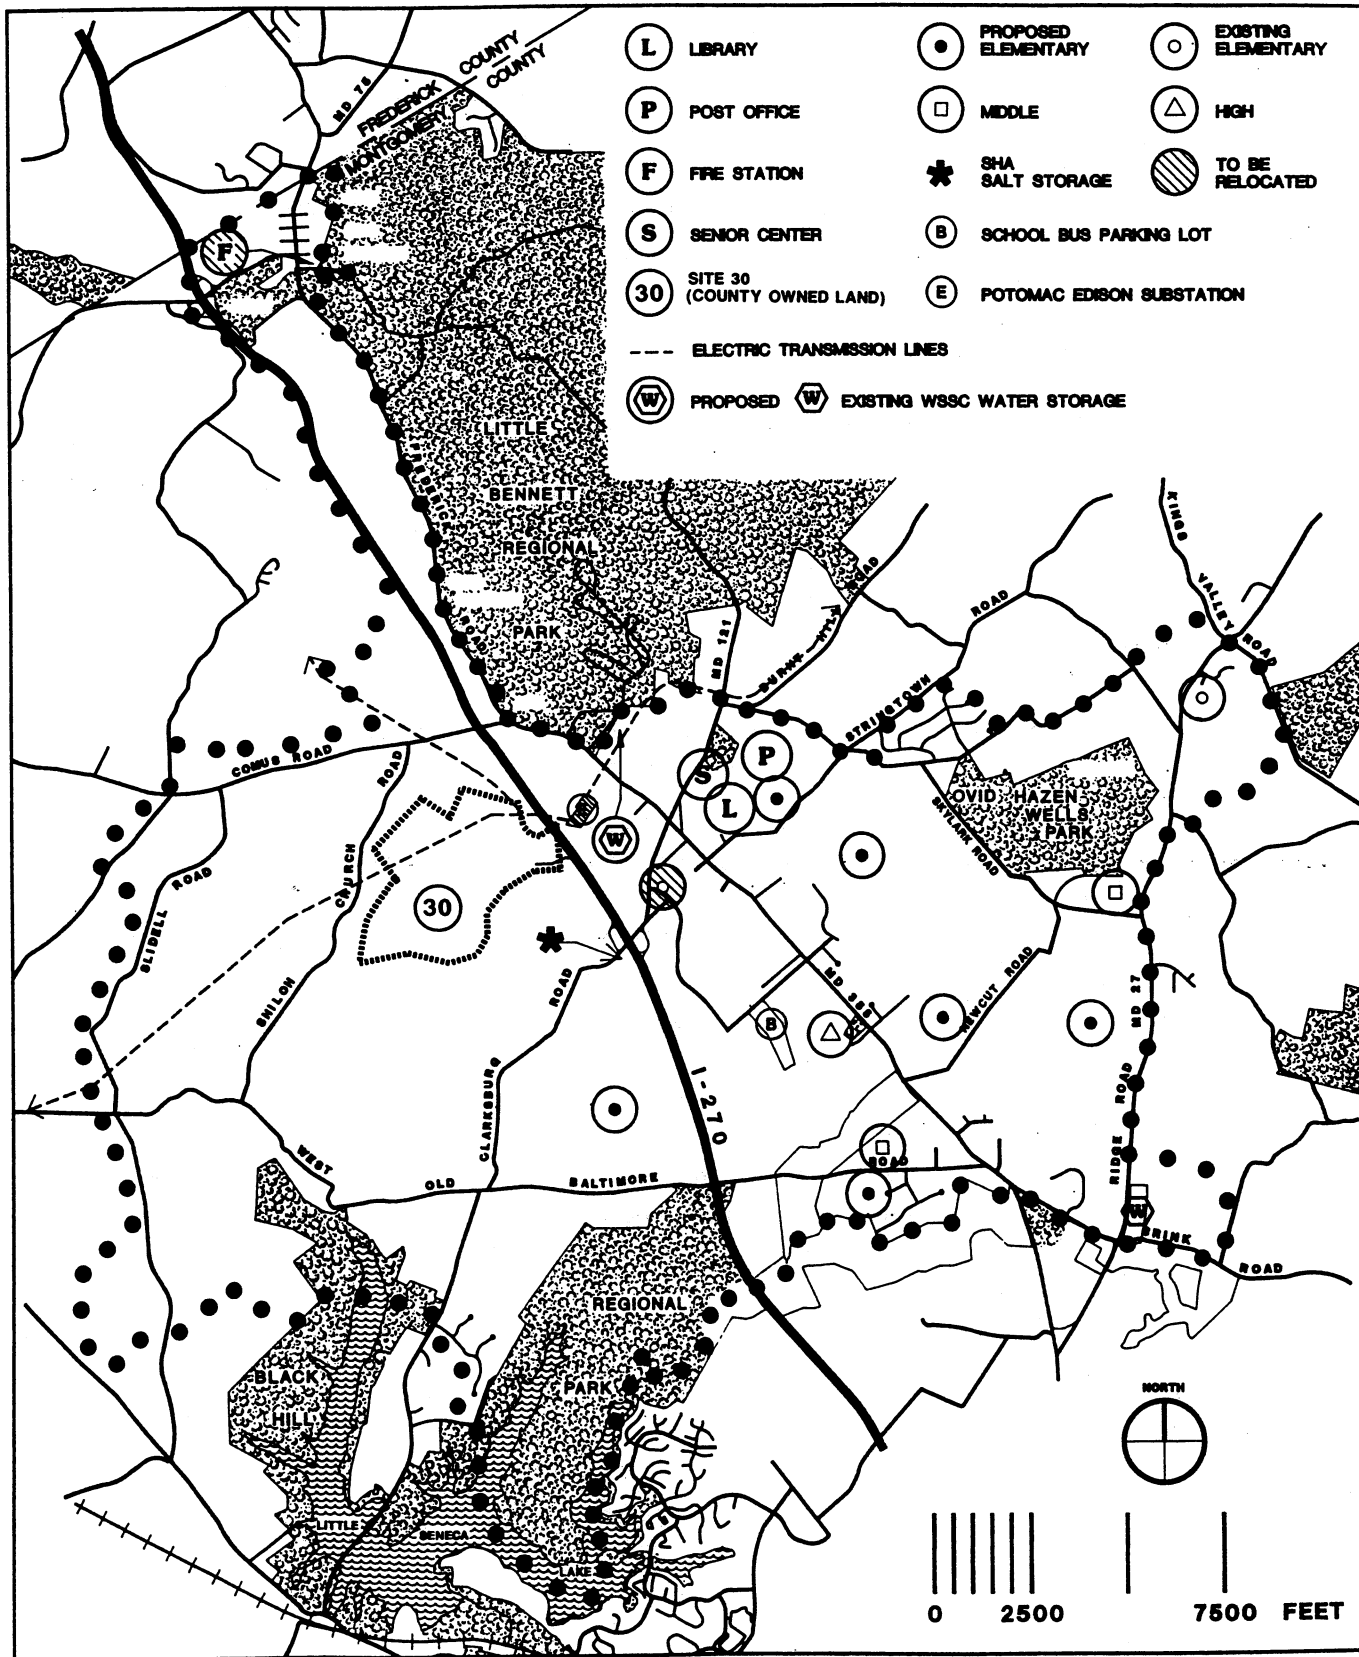 L LIBRARY
PROPOSED
ELEMENTARY
EXISTING
ELEMENTARY
P POST OFFICE
MIDDLE
HIGH
F FIRE STATION
SHA
SALT STORAGE
TO BE
RELOCATED
S SENIOR CENTER
B SCHOOL BUS PARKING LOT
30 SITE 30
(COUNTY OWNED LAND)
E POTOMAC EDISON SUBSTATION
ELECTRIC TRANSMISSION LINES
W PROPOSED W EXISTING WSSC WATER STORAGE
MD 75
FREDERICK COUNTY
MONTGOMERY COUNTY
F
LITTLE
BENNETT
REGIONAL
PARK
FREDERICK
ROAD
MD 121
BURNT HILL ROAD
STRINGTOWN ROAD
KINGS VALLEY ROAD
COMUS ROAD
S
P
L
W
OVID HAZEN
WELLS
PARK
SKYLARK ROAD
SLIDELL ROAD
SHILOH CHURCH ROAD
30
CLARKSBURG ROAD
MD 355
NEWCUT ROAD
MD 27
RIDGE ROAD
B
I-270
WEST
OLD BALTIMORE ROAD
W
BRINK ROAD
BLACK
HILL
REGIONAL
PARK
LITTLE
SENECA
LAKE
NORTH
0 2500 7500 FEET